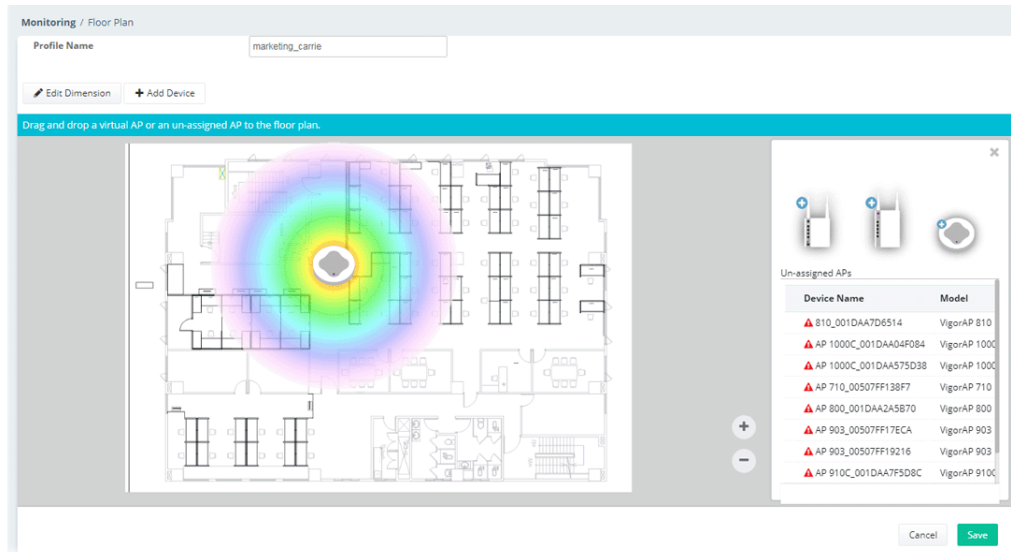 Monitoring / Floor Plan
Profile Name marketing_carrie
Edit Dimension Add Device
Drag and drop a virtual AP or an un-assigned AP to the floor plan.
Un-assigned APs
Device Name Model
810_001DAA7D6514 VigorAP 810
AP 1000C_001DAA04F084 VigorAP 1000
AP 1000C_001DAA575D38 VigorAP 1000
AP 710_00507FF138F7 VigorAP 710
AP 800_001DAA2A5B70 VigorAP 800
AP 903_00507FF17ECA VigorAP 903
AP 903_00507FF19216 VigorAP 903
AP 910C_001DAA7F5D8C VigorAP 910C
Cancel Save